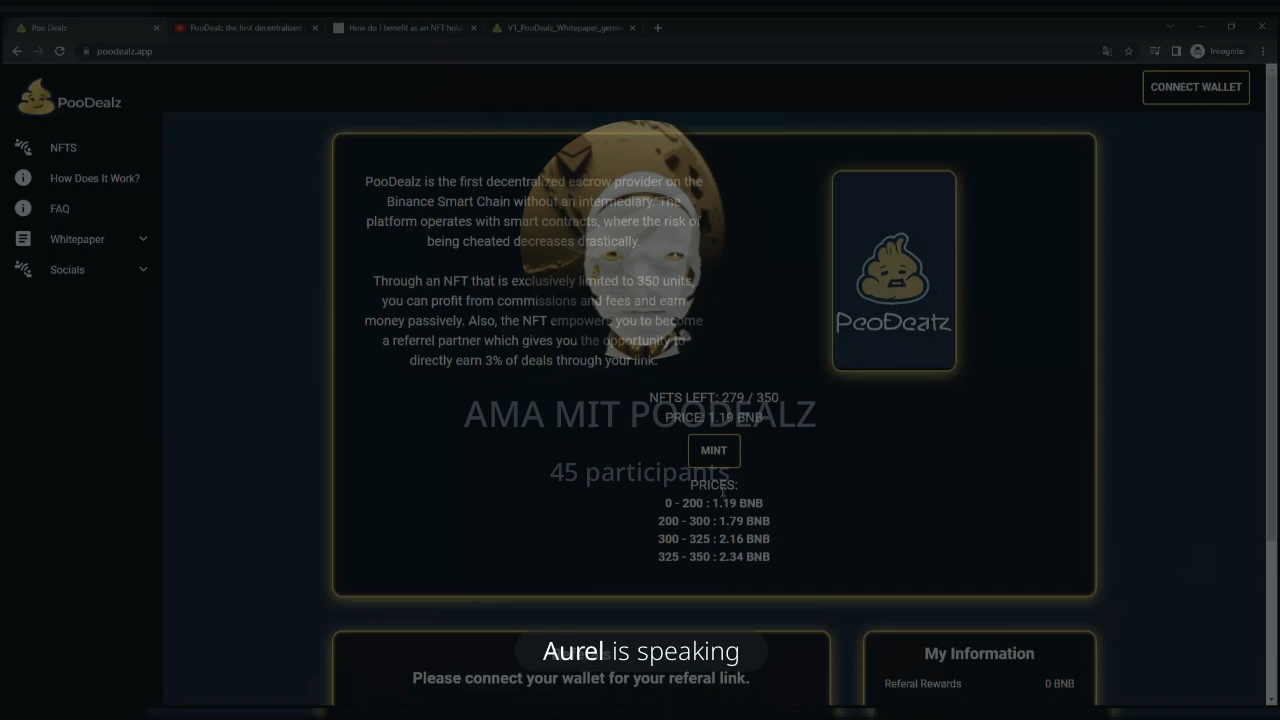 Poo Dealz
PooDealz the first decentralized
How do I benefit as an NFT hold
V1_PooDealz_Whitepaper_germ
poodealz.app
Inkognito
PooDealz
CONNECT WALLET
NFTS
How Does It Work?
FAQ
Whitepaper
Socials
PooDealz is the first decentralized escrow provider on the
Binance Smart Chain without an intermediary. The
platform operates with smart contracts, where the risk of
being cheated decreases drastically.
Through an NFT that is exclusively limited to 350 units,
you can profit from commissions and fees and earn
money passively. Also, the NFT empowers you to become
a referrel partner which gives you the opportunity to
directly earn 3% of deals through your link.
PooDealz
NFTS LEFT: 279 / 350
AMA MIT POODEALZ
PRICE: 1.19 BNB
MINT
45 participants
PRICES:
0 - 200 : 1.19 BNB
200 - 300 : 1.79 BNB
300 - 325 : 2.16 BNB
325 - 350 : 2.34 BNB
Aurel is speaking
Please connect your wallet for your referal link.
My Information
Referal Rewards
0 BNB